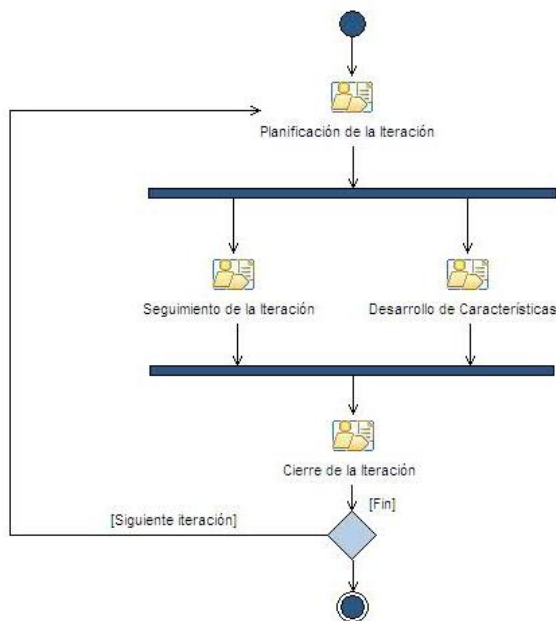 Planificación de la Iteración
Seguimiento de la Iteración
Desarrollo de Características
Cierre de la Iteración
[Fin]
[Siguiente iteración]